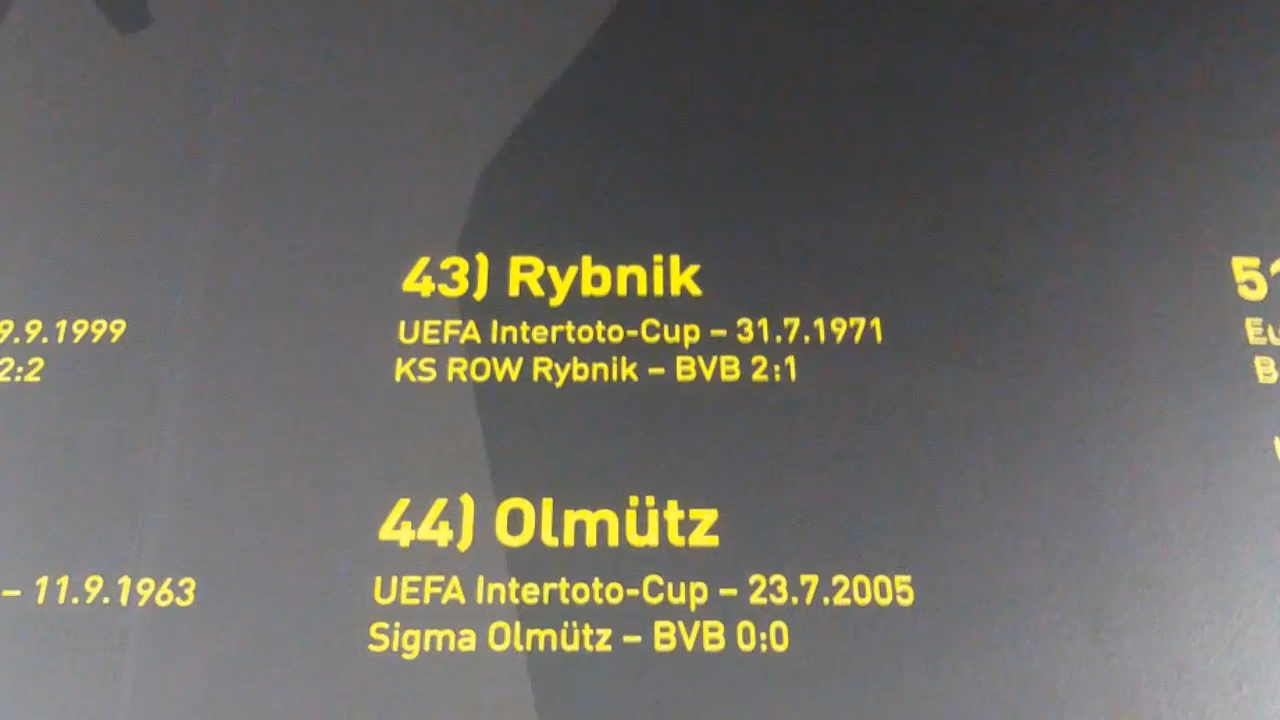 9.9.1999
2:2
– 11.9.1963
43) Rybnik
UEFA Intertoto-Cup – 31.7.1971
KS ROW Rybnik – BVB 2:1
44) Olmütz
UEFA Intertoto-Cup – 23.7.2005
Sigma Olmütz – BVB 0:0